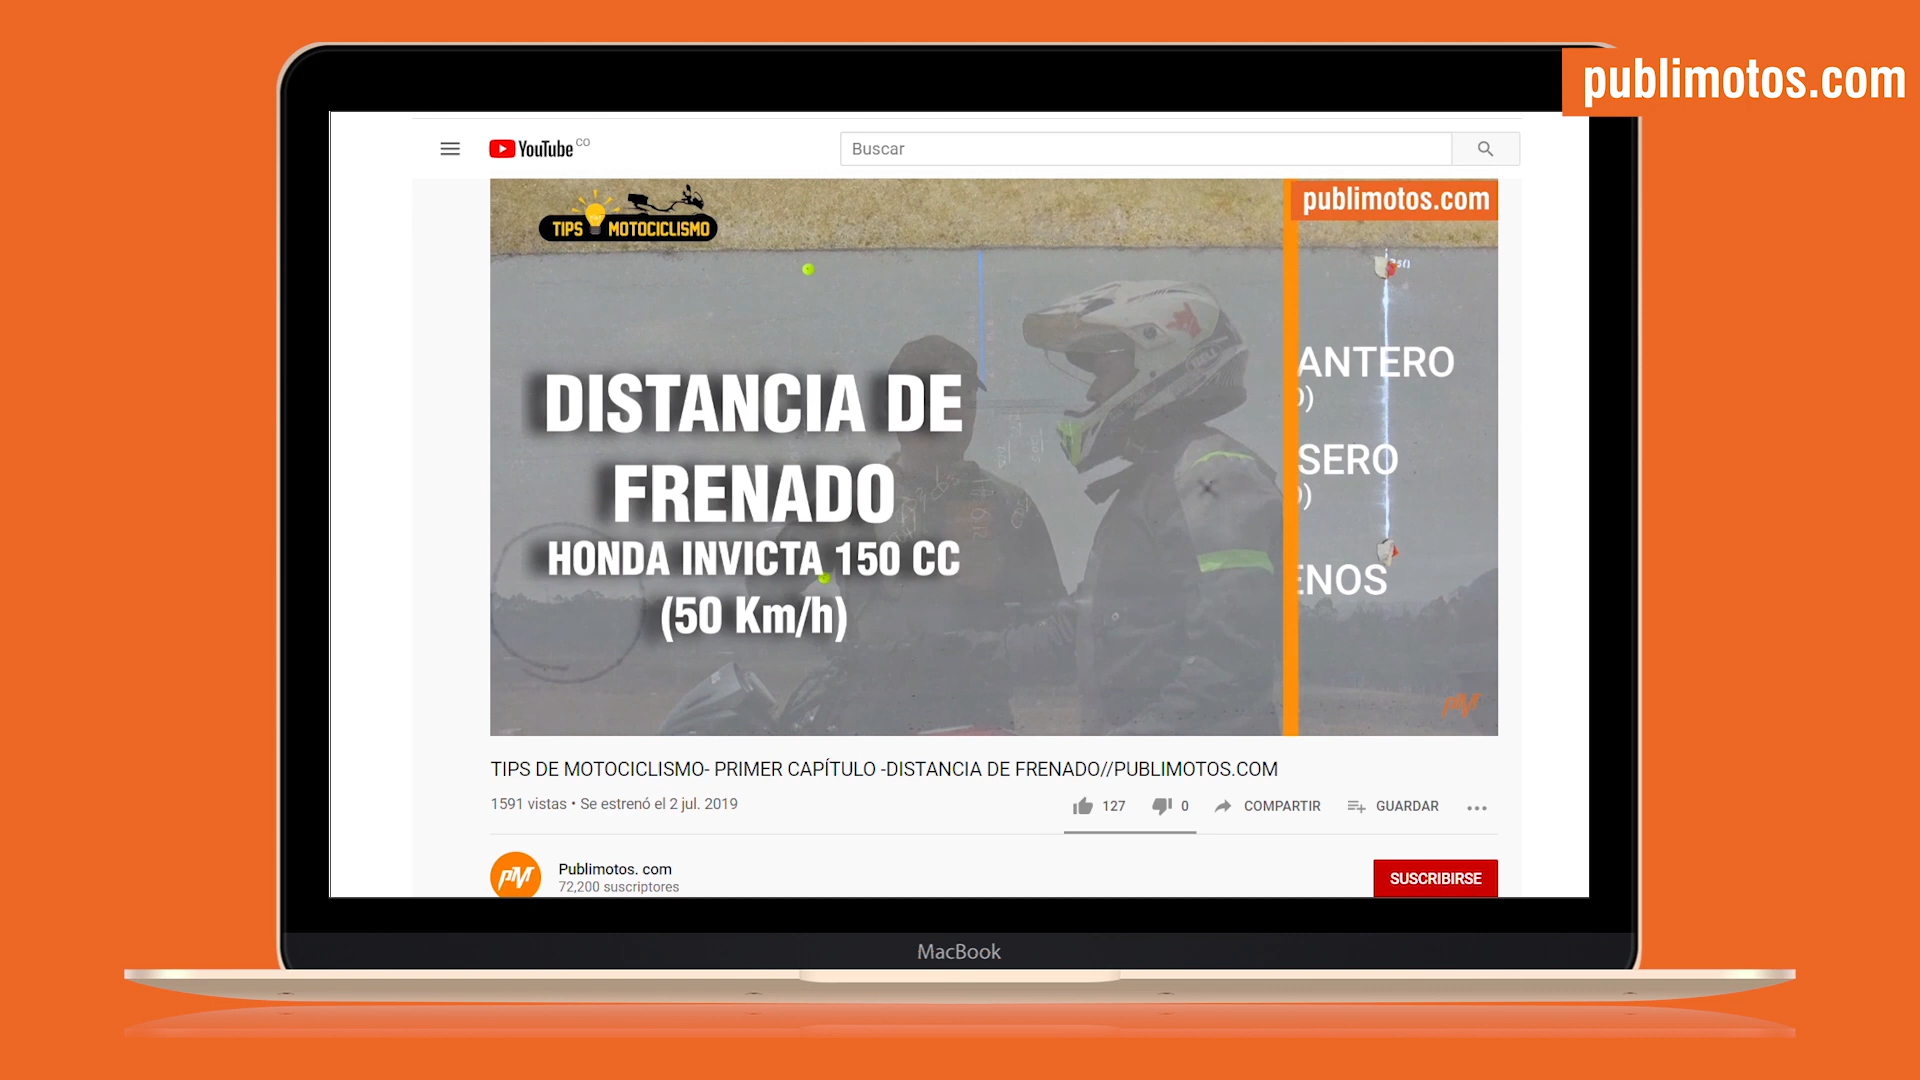 publimotos.com
YouTube CO
Buscar
TIPS MOTOCICLISMO
publimotos.com
DISTANCIA DE
FRENADO
HONDA INVICTA 150 CC
(50 Km/h)
ANTERO
SERO
ENOS
TIPS DE MOTOCICLISMO- PRIMER CAPÍTULO -DISTANCIA DE FRENADO//PUBLIMOTOS.COM
1591 vistas • Se estrenó el 2 jul. 2019
127
0
COMPARTIR
GUARDAR
PM
Publimotos. com
72,200 suscriptores
SUSCRIBIRSE
MacBook